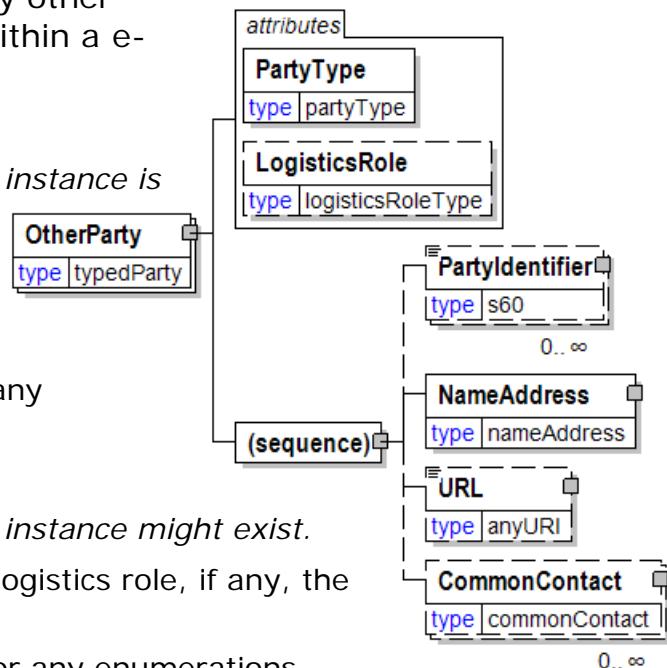 y other
ithin a e-
instance is
any
instance might exist.
ogistics role, if any, the
or any enumerations
attributes
PartyType
type partyType
LogisticsRole
type logisticsRoleType
OtherParty
type typedParty
(sequence)
PartyIdentifier
type s60
0.. ∞
NameAddress
type nameAddress
URL
type anyURI
CommonContact
type commonContact
0.. ∞